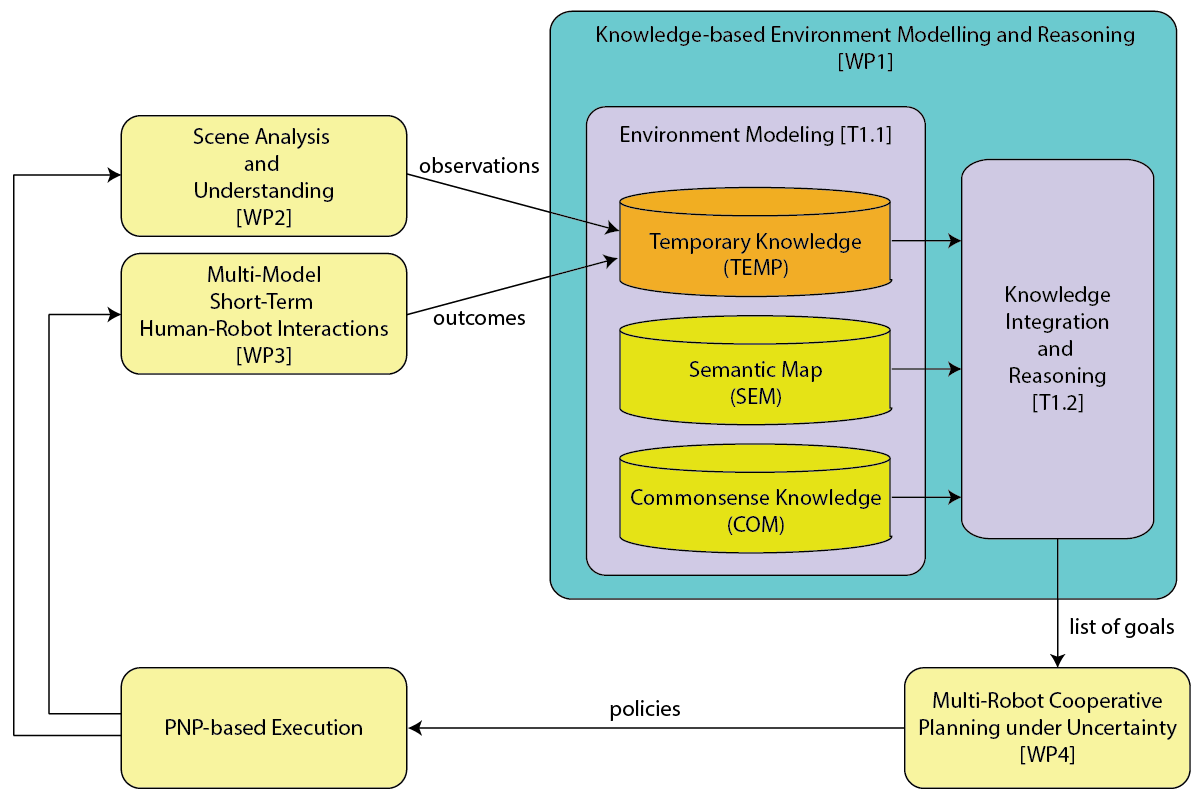 Knowledge-based Environment Modelling and Reasoning
[WP1]
Environment Modeling [T1.1]
Scene Analysis
and
Understanding
[WP2]
observations
Temporary Knowledge
(TEMP)
Multi-Model
Short-Term
Human-Robot Interactions
[WP3]
outcomes
Semantic Map
(SEM)
Commonsense Knowledge
(COM)
Knowledge
Integration
and
Reasoning
[T1.2]
list of goals
Multi-Robot Cooperative
Planning under Uncertainty
[WP4]
policies
PNP-based Execution